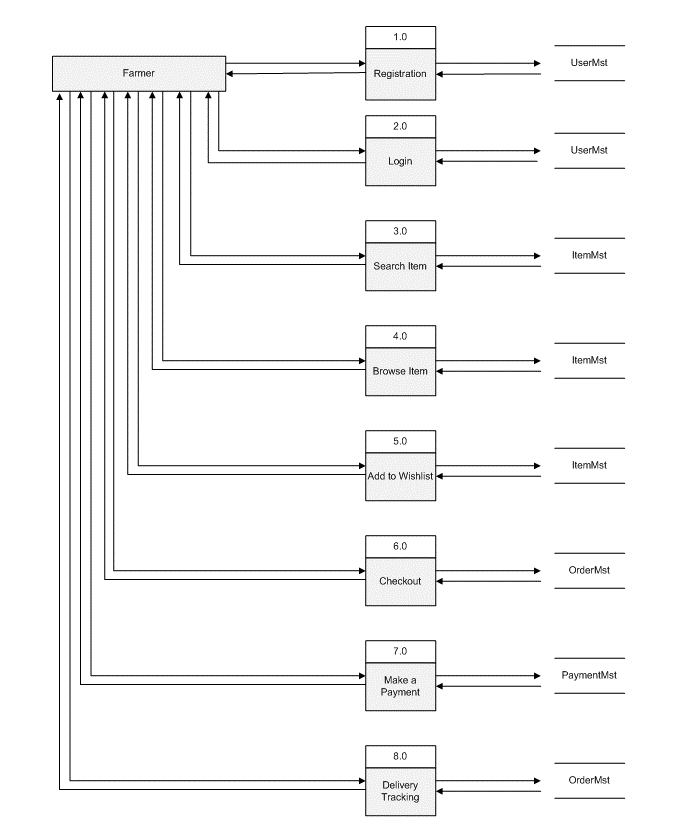 1.0
Farmer
Registration
UserMst
2.0
Login
UserMst
3.0
Search Item
ItemMst
4.0
Browse Item
ItemMst
5.0
Add to Wishlist
ItemMst
6.0
Checkout
OrderMst
7.0
Make a
Payment
PaymentMst
8.0
Delivery
Tracking
OrderMst